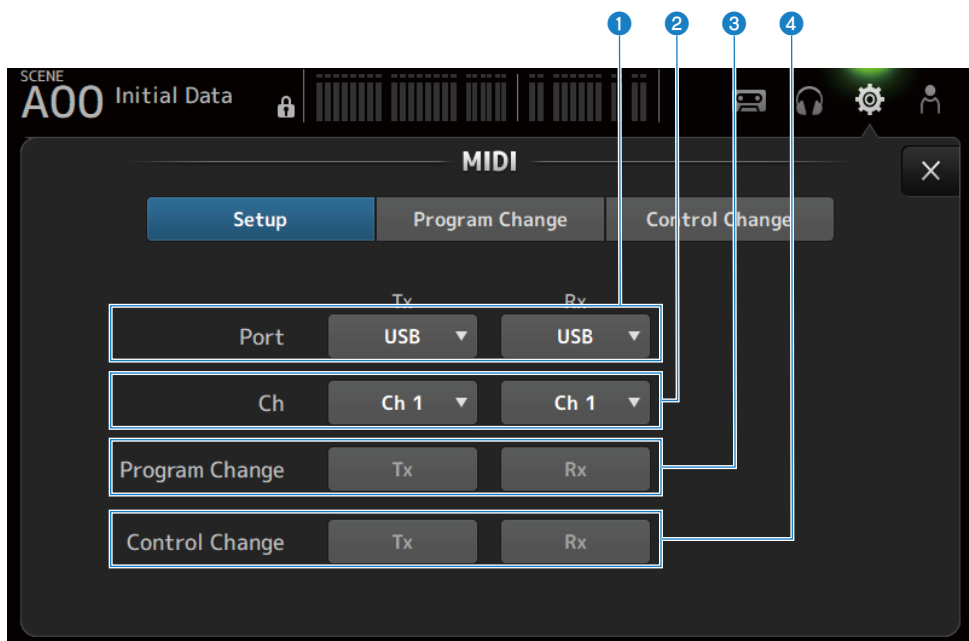 1 2 3 4
SCENE
A00 Initial Data
MIDI
Setup Program Change Control Change
Tx Rx
Port USB USB
Ch Ch 1 Ch 1
Program Change Tx Rx
Control Change Tx Rx